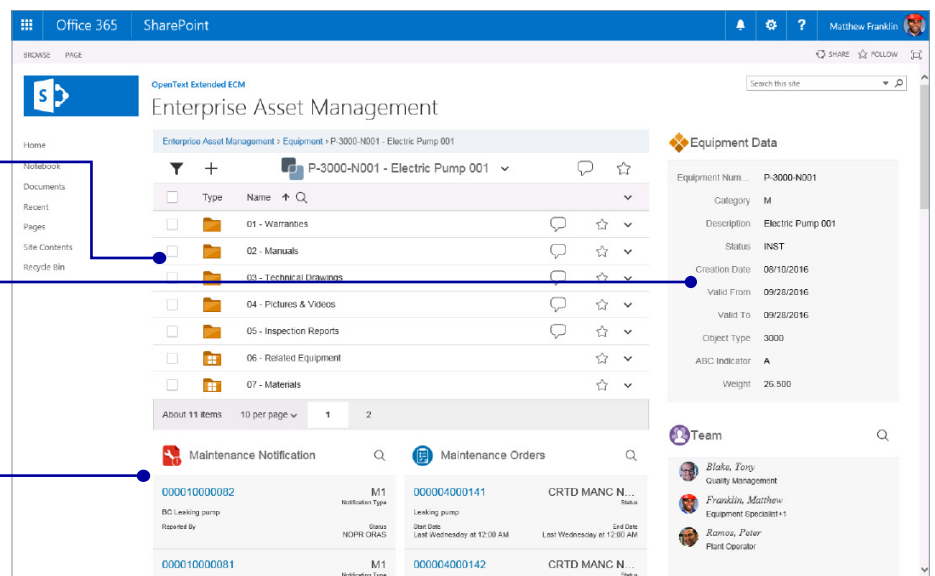 Office 365 SharePoint ? Matthew Franklin
BROWSE PAGE SHARE FOLLOW
S
OpenText Extended ECM
Enterprise Asset Management
Search this site
Home
Notebook
Documents
Recent
Pages
Site Contents
Recycle Bin
Enterprise Asset Management > Equipment > P-3000-N001 - Electric Pump 001
P-3000-N001 - Electric Pump 001
Type Name
01 - Warranties
02 - Manuals
03 - Technical Drawings
04 - Pictures & Videos
05 - Inspection Reports
06 - Related Equipment
07 - Materials
About 11 items 10 per page 1 2
Equipment Data
Equipment Num... P-3000-N001
Category M
Description Electric Pump 001
Status INST
Creation Date 08/10/2016
Valid From 09/28/2016
Valid To 09/28/2016
Object Type 3000
ABC Indicator A
Weight 26.500
Maintenance Notification
000010000082 M1
Notification Type
BC Leaking pump
Reported By Status
NOPR ORAS
000010000081 M1
Notification Type
Maintenance Orders
000004000141 CRTD MANC N...
Status
Leaking pump
Start Date End Date
Last Wednesday at 12:00 AM Last Wednesday at 12:00 AM
000004000142 CRTD MANC N...
Status
Team
Blake, Tony
Quality Management
Franklin, Matthew
Equipment Specialist+1
Ramos, Peter
Plant Operator